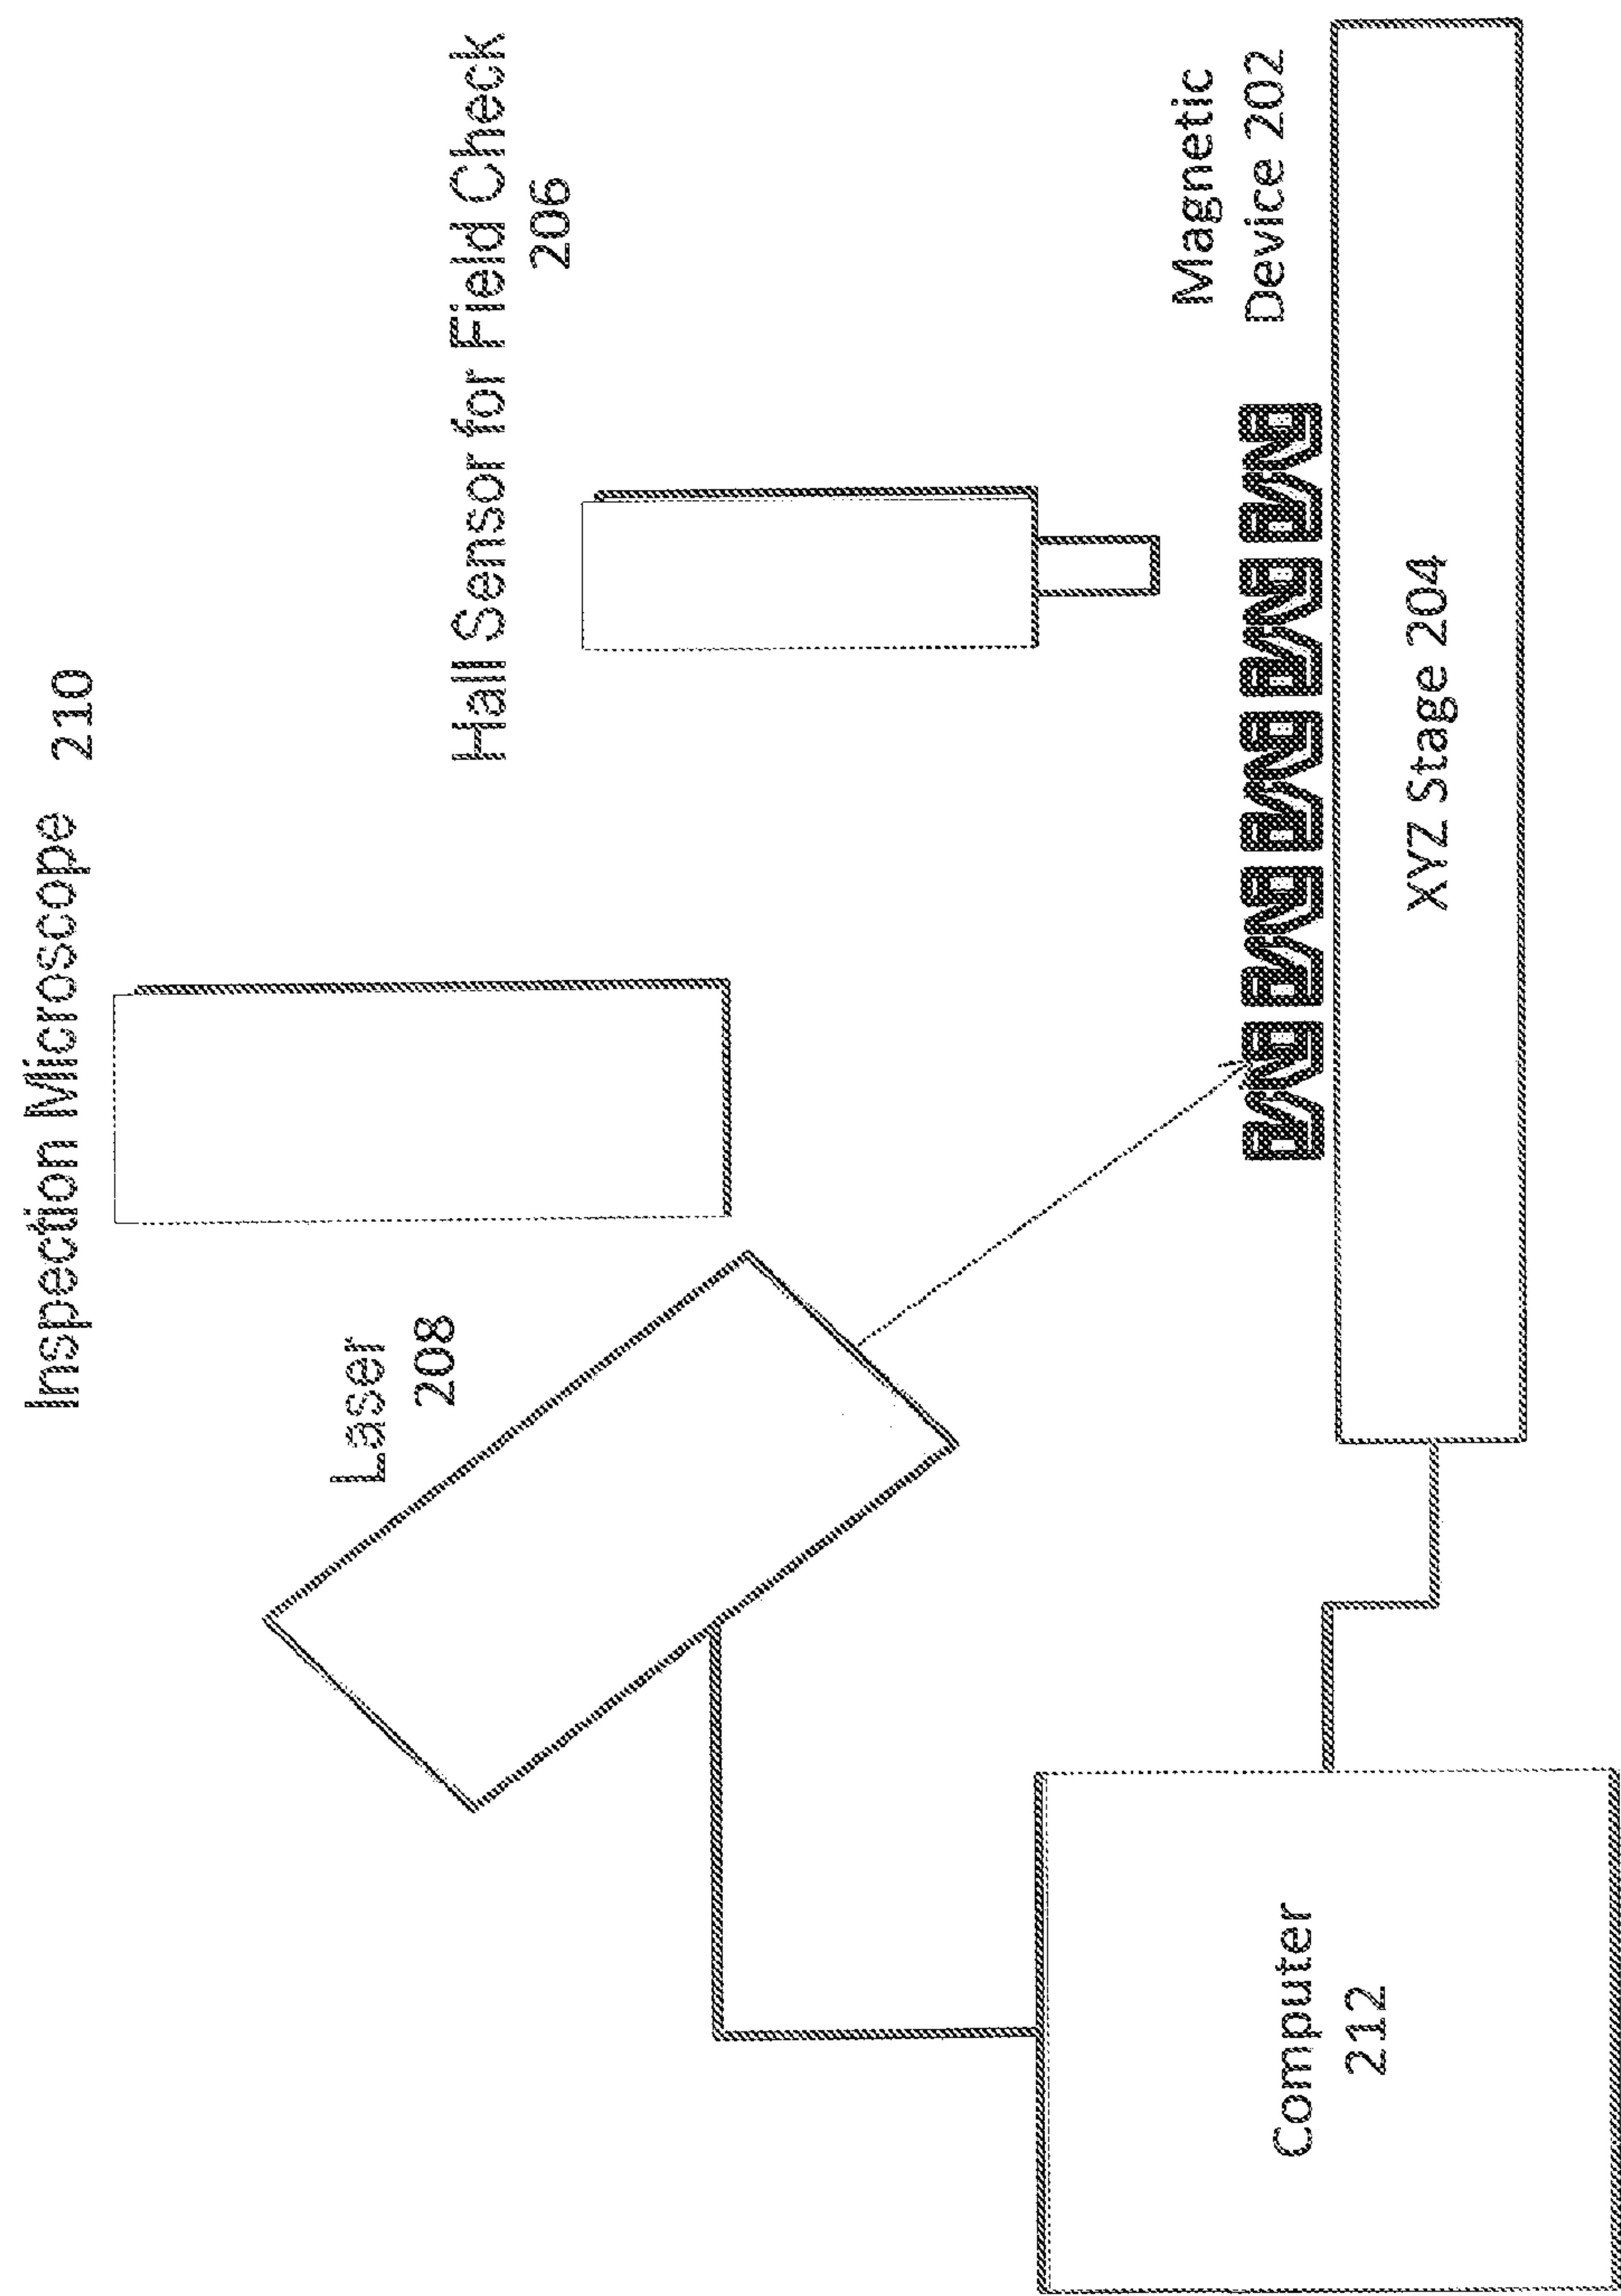 Inspection Microscope 210
Laser
208
Hall Sensor for Field Check
206
Magnetic
Device 202
XYZ Stage 204
Computer
212